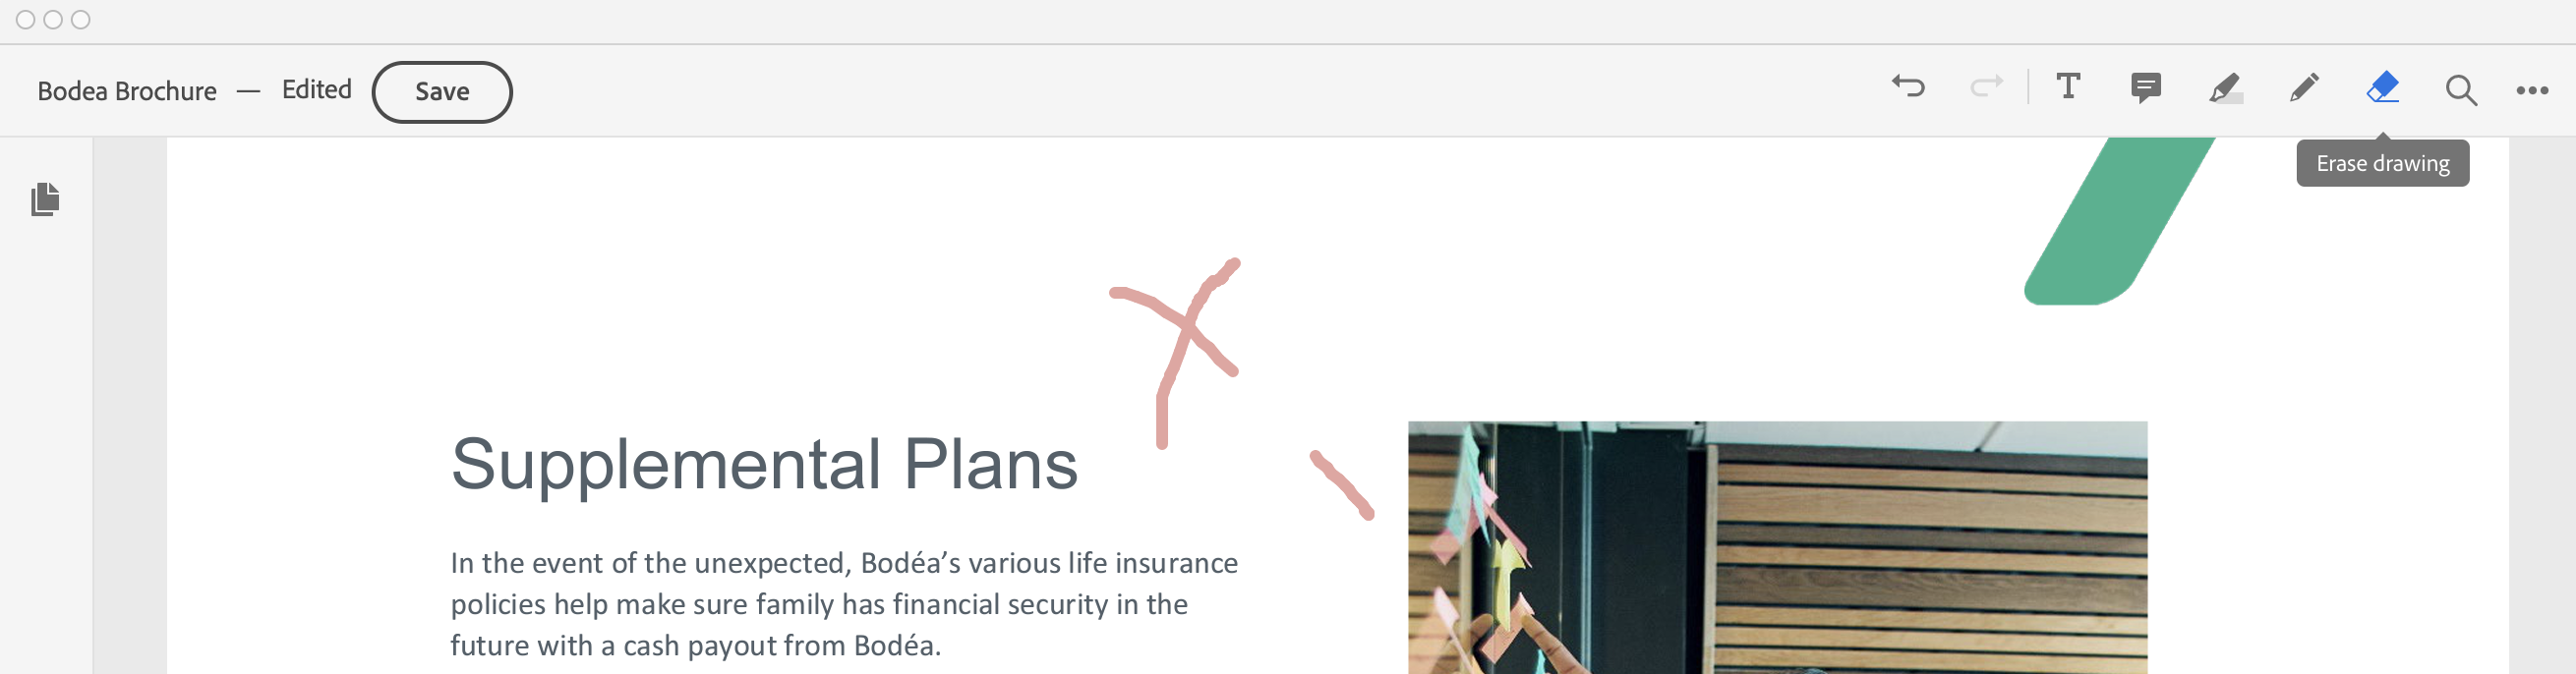 Bodea Brochure — Edited Save
Erase drawing
Supplemental Plans
In the event of the unexpected, Bodéa’s various life insurance
policies help make sure family has financial security in the
future with a cash payout from Bodéa.